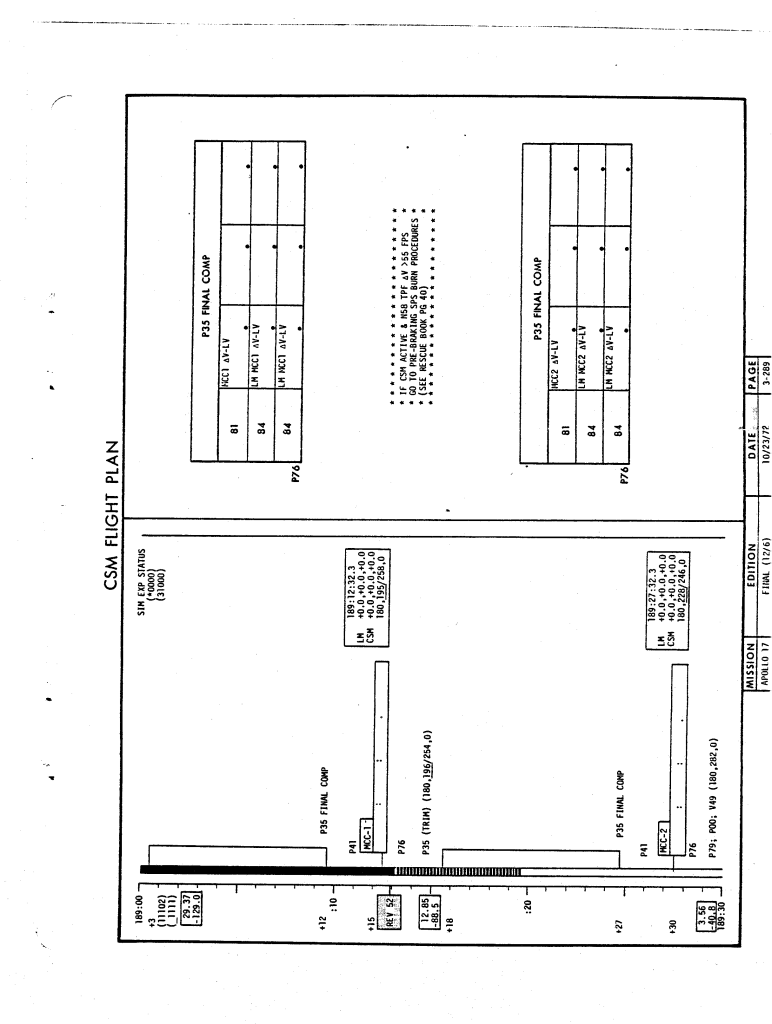 CSM FLIGHT PLAN
189:00
+3
(11102)
(_1111)
29.37
-129.0
+12
:10
+15
REV 52
12.85
-88.5
+18
:20
+27
+30
3.56
-40.8
189:30
SIM EXP STATUS
(*0000)
(31000)
P35 FINAL COMP
P41
MCC-1
: : .
P76
189:12:32.3
LM +0.0,+0.0,+0.0
CSM +0.0,+0.0,+0.0
180,195/258,0
P35 (TRIM) (180,196/254,0)
P35 FINAL COMP
P41
MCC-2
: : .
P76
189:27:32.3
LM +0.0,+0.0,+0.0
CSM +0.0,+0.0,+0.0
180,228/246,0
P79; P00; V49 (180,282,0)
P35 FINAL COMP
81 MCC1 ΔV-LV
84 LM MCC1 ΔV-LV
84 LM MCC1 ΔV-LV
P76
* * * * * * * * * * * * * * * * * *
* IF CSM ACTIVE & N58 TPF ΔV >55 FPS *
* GO TO PRE-BRAKING SPS BURN PROCEDURES *
* (SEE RESCUE BOOK PG 40) *
* * * * * * * * * * * * * * * * * *
P35 FINAL COMP
81 MCC2 ΔV-LV
84 LM MCC2 ΔV-LV
84 LM MCC2 ΔV-LV
P76
MISSION EDITION DATE PAGE
APOLLO 17 FINAL (12/6) 10/23/72 3-289